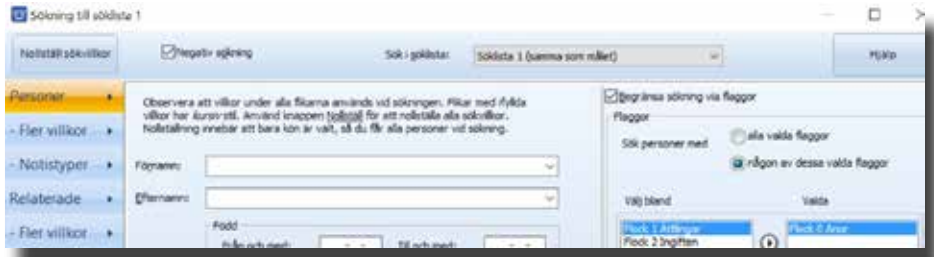 Sökning till söklista 1
Nollställ sökvillkor
Negativ sökning
Sök i söklista:
Söklista 1 (samma som målet)
Hjälp
Personer
- Fler villkor
- Notistyper
Relaterade
- Fler villkor
Observera att villkor under alla flikarna används vid sökningen. Flikar med ifyllda
villkor har kursiv stil. Använd knappen Nollställ för att nollställa alla sökvillkor.
Nollställning innebär att bara kön är valt, så du får alla personer vid sökning.
Förnamn:
Efternamn:
Född
Från och med:
Till och med:
Begränsa sökning via flaggor
Flaggor
Sök personer med
alla valda flaggor
någon av dessa valda flaggor
Välj bland
Valda
Flock 1 Ättlingar
Flock 2 Ingiften
Flock 0 Anor